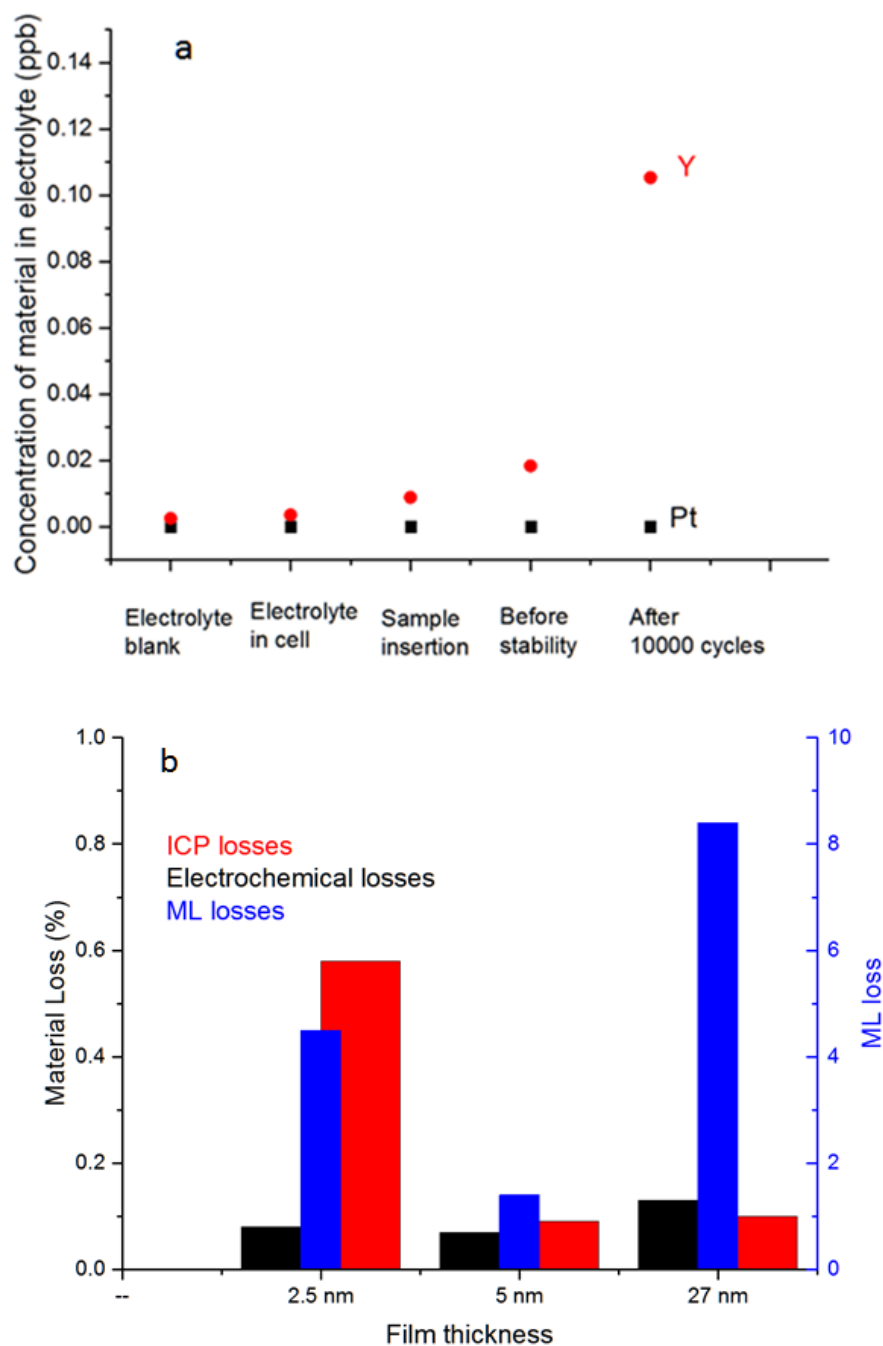 a
Concentration of material in electrolyte (ppb)
0.14
0.12
0.10
0.08
0.06
0.04
0.02
0.00
Y
Pt
Electrolyte
blank
Electrolyte
in cell
Sample
insertion
Before
stability
After
10000 cycles
b
Material Loss (%)
1.0
0.8
0.6
0.4
0.2
0.0
ICP losses
Electrochemical losses
ML losses
10
8
6
4
2
0
ML loss
--
2.5 nm
5 nm
27 nm
Film thickness